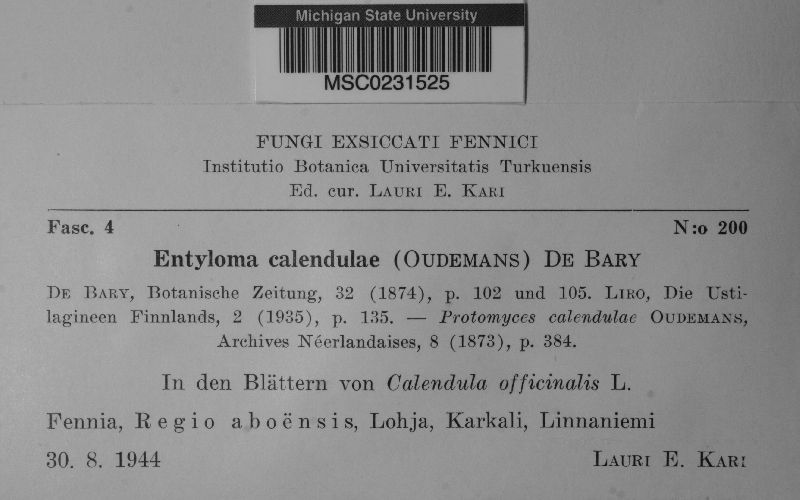 Michigan State University
MSC0231525
FUNGI EXSICCATI FENNICI
Institutio Botanica Universitatis Turkuensis
Ed. cur. LAURI E. KARI
Fasc. 4 N:o 200
Entyloma calendulae (OUDEMANS) DE BARY
DE BARY, Botanische Zeitung, 32 (1874), p. 102 und 105. LIRO, Die Usti-
lagineen Finnlands, 2 (1935), p. 135. — Protomyces calendulae OUDEMANS,
Archives Néerlandaises, 8 (1873), p. 384.
In den Blättern von Calendula officinalis L.
Fennia, Regio aboënsis, Lohja, Karkali, Linnaniemi
30. 8. 1944 LAURI E. KARI